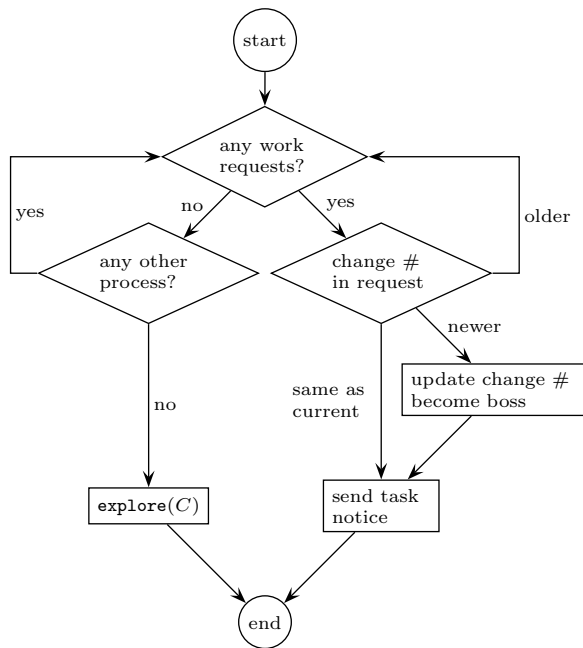 start
any work
requests?
no
yes
yes
older
any other
process?
change #
in request
newer
update change #
become boss
same as
current
no
explore(C)
send task
notice
end